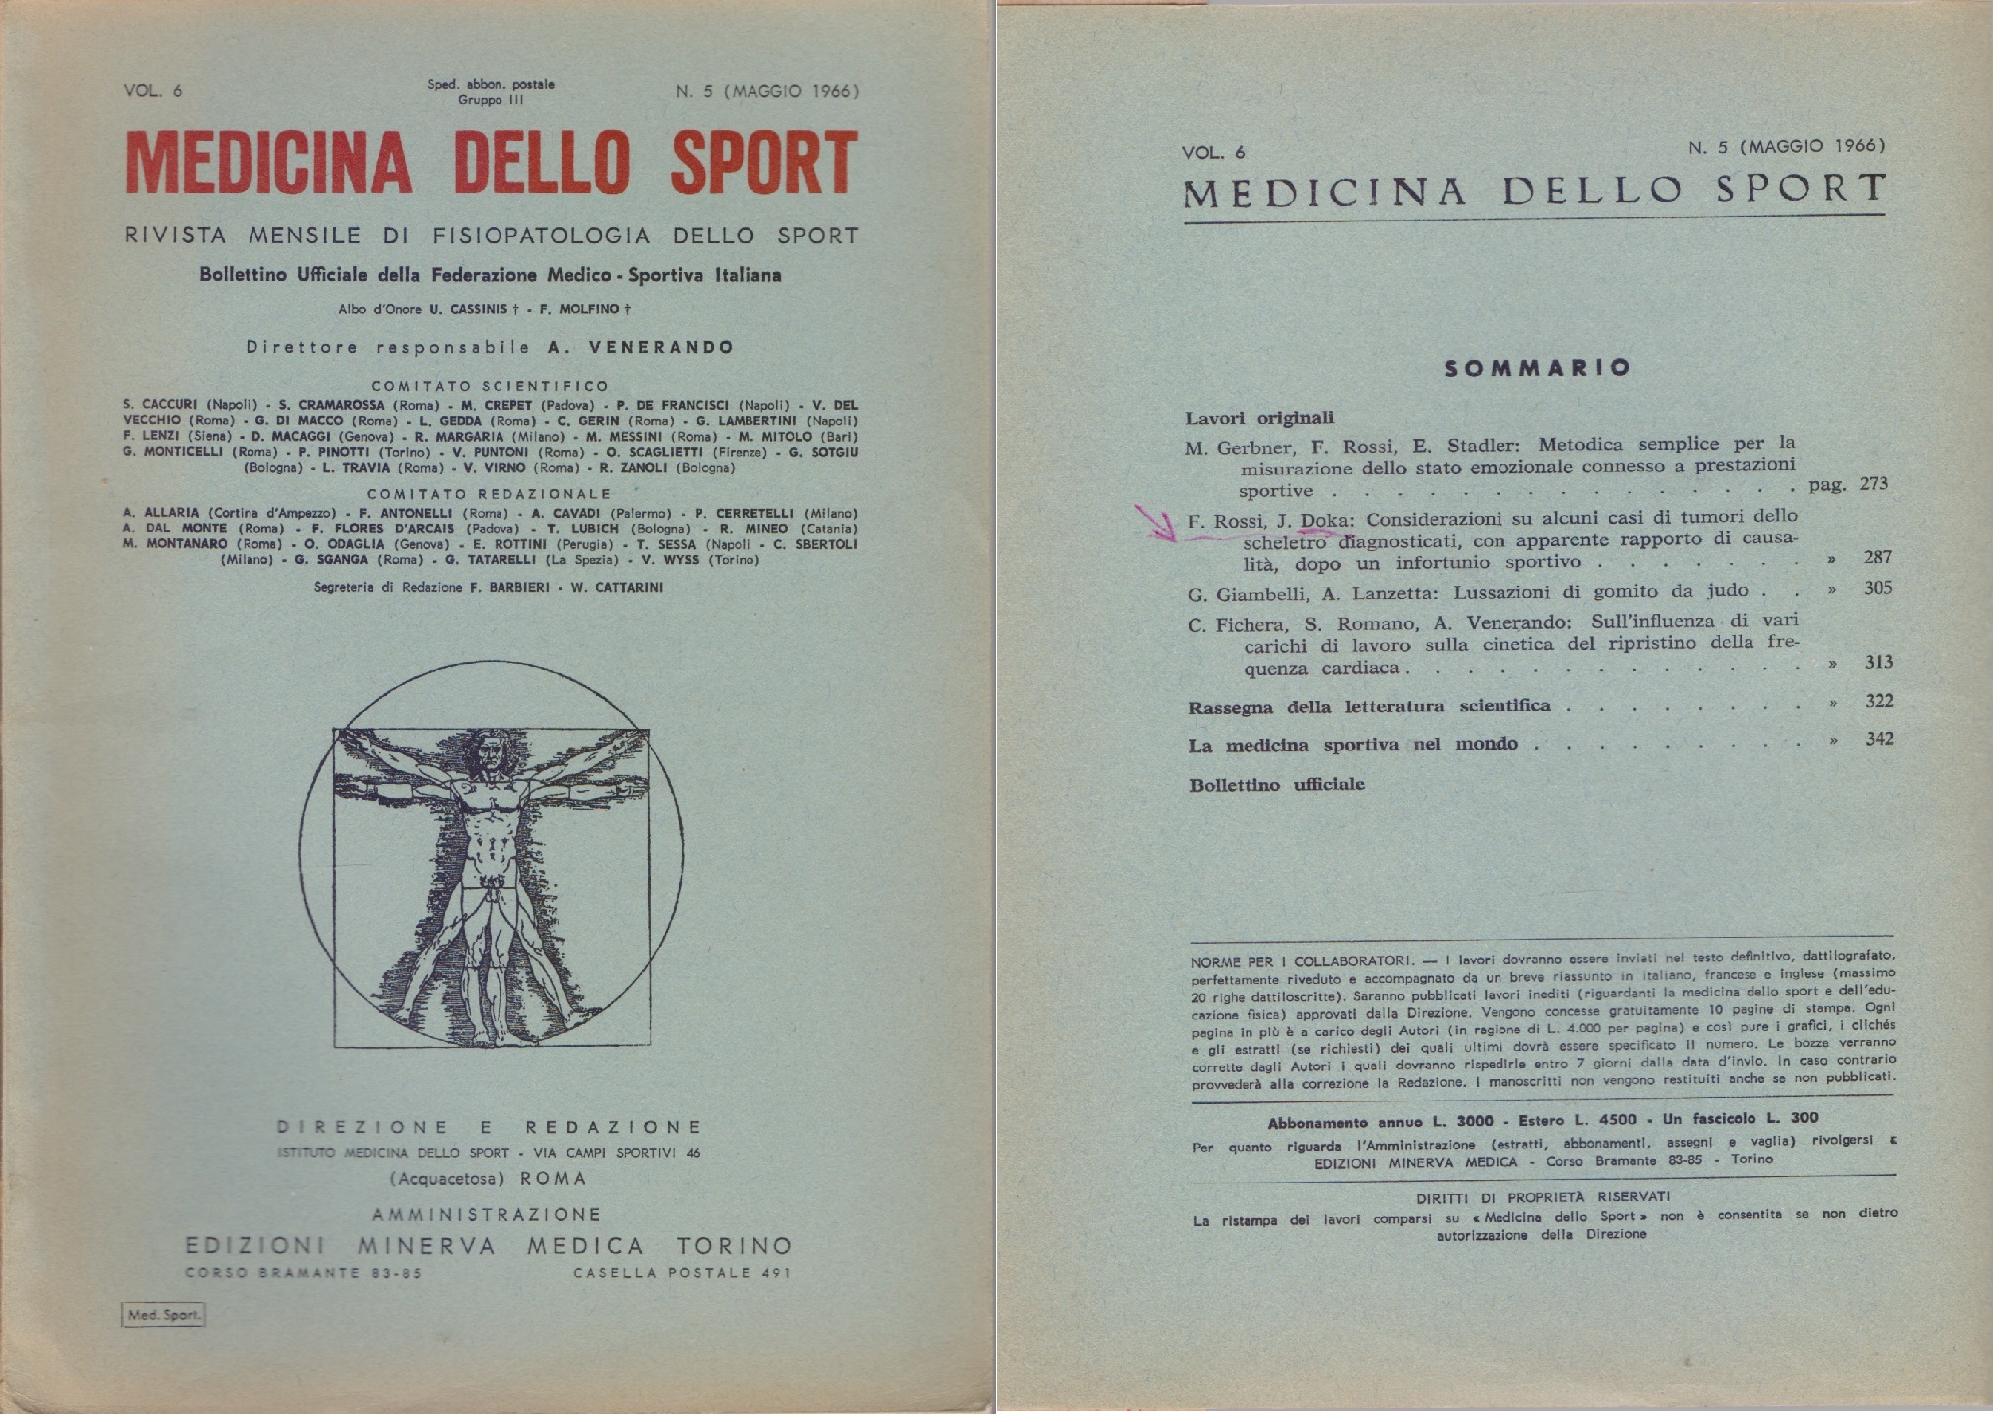 VOL. 6
Sped. abbon. postale
Gruppo III
N. 5 (MAGGIO 1966)
MEDICINA DELLO SPORT
RIVISTA MENSILE DI FISIOPATOLOGIA DELLO SPORT
Bollettino Ufficiale della Federazione Medico - Sportiva Italiana
Albo d'Onore U. CASSINIS † - F. MOLFINO †
Direttore responsabile A. VENERANDO
COMITATO SCIENTIFICO
S. CACCURI (Napoli) - S. CRAMAROSSA (Roma) - M. CREPET (Padova) - P. DE FRANCISCI (Napoli) - V. DEL
VECCHIO (Roma) - G. DI MACCO (Roma) - L. GEDDA (Roma) - C. GERIN (Roma) - G. LAMBERTINI (Napoli)
F. LENZI (Siena) - D. MACAGGI (Genova) - R. MARGARIA (Milano) - M. MESSINI (Roma) - M. MITOLO (Bari)
G. MONTICELLI (Roma) - P. PINOTTI (Torino) - V. PUNTONI (Roma) - O. SCAGLIETTI (Firenze) - G. SOTGIU
(Bologna) - L. TRAVIA (Roma) - V. VIRNO (Roma) - R. ZANOLI (Bologna)
COMITATO REDAZIONALE
A. ALLARIA (Cortina d'Ampezzo) - F. ANTONELLI (Roma) - A. CAVADI (Palermo) - P. CERRETELLI (Milano)
A. DAL MONTE (Roma) - F. FLORES D'ARCAIS (Padova) - T. LUBICH (Bologna) - R. MINEO (Catania)
M. MONTANARO (Roma) - O. ODAGLIA (Genova) - E. ROTTINI (Perugia) - T. SESSA (Napoli - C. SBERTOLI
(Milano) - G. SGANGA (Roma) - G. TATARELLI (La Spezia) - V. WYSS (Torino)
Segreteria di Redazione F. BARBIERI - W. CATTARINI
DIREZIONE E REDAZIONE
ISTITUTO MEDICINA DELLO SPORT - VIA CAMPI SPORTIVI 46
(Acquacetosa) ROMA
AMMINISTRAZIONE
EDIZIONI MINERVA MEDICA TORINO
CORSO BRAMANTE 83-85 CASELLA POSTALE 491
Med. Sport.
VOL. 6 N. 5 (MAGGIO 1966)
MEDICINA DELLO SPORT
SOMMARIO
Lavori originali
M. Gerbner, F. Rossi, E. Stadler: Metodica semplice per la
misurazione dello stato emozionale connesso a prestazioni
sportive . . . . . . . . . . . . . . pag. 273
F. Rossi, J. Doka: Considerazioni su alcuni casi di tumori dello
scheletro diagnosticati, con apparente rapporto di causa-
lità, dopo un infortunio sportivo . . . . . . » 287
G. Giambelli, A. Lanzetta: Lussazioni di gomito da judo . . » 305
C. Fichera, S. Romano, A. Venerando: Sull'influenza di vari
carichi di lavoro sulla cinetica del ripristino della fre-
quenza cardiaca . . . . . . . . . . . . » 313
Rassegna della letteratura scientifica . . . . . . . . » 322
La medicina sportiva nel mondo . . . . . . . . . » 342
Bollettino ufficiale
NORME PER I COLLABORATORI. — I lavori dovranno essere inviati nel testo definitivo, dattilografato,
perfettamente riveduto e accompagnato da un breve riassunto in italiano, francese e inglese (massimo
20 righe dattiloscritte). Saranno pubblicati lavori inediti (riguardanti la medicina dello sport e dell'edu-
cazione fisica) approvati dalla Direzione. Vengono concesse gratuitamente 10 pagine di stampa. Ogni
pagina in più è a carico degli Autori (in ragione di L. 4.000 per pagina) e così pure i grafici, i clichés
e gli estratti (se richiesti) dei quali ultimi dovrà essere specificato il numero. Le bozze verranno
corrette dagli Autori i quali dovranno rispedirle entro 7 giorni dalla data d'invio. In caso contrario
provvederà alla correzione la Redazione. I manoscritti non vengono restituiti anche se non pubblicati.
Abbonamento annuo L. 3000 - Estero L. 4500 - Un fascicolo L. 300
Per quanto riguarda l'Amministrazione (estratti, abbonamenti, assegni e vaglia) rivolgersi a
EDIZIONI MINERVA MEDICA - Corso Bramante 83-85 - Torino
DIRITTI DI PROPRIETÀ RISERVATI
La ristampa dei lavori comparsi su « Medicina dello Sport » non è consentita se non dietro
autorizzazione della Direzione